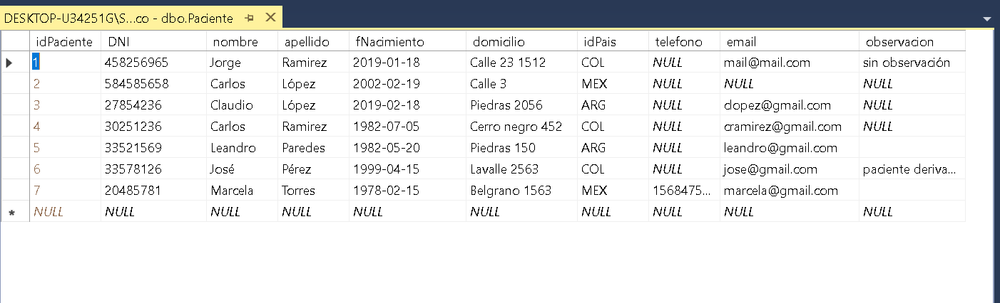 DESKTOP-U34251G\S...co - dbo.Paciente
idPaciente DNI nombre apellido fNacimiento domicilio idPais telefono email observacion
1 458256965 Jorge Ramirez 2019-01-18 Calle 23 1512 COL NULL mail@mail.com sin observación
2 584585658 Carlos López 2002-02-19 Calle 3 MEX NULL NULL NULL
3 27854236 Claudio López 2019-02-18 Piedras 2056 ARG NULL clopez@gmail.com NULL
4 30251236 Carlos Ramirez 1982-07-05 Cerro negro 452 COL NULL cramirez@gmail.com NULL
5 33521569 Leandro Paredes 1982-05-20 Piedras 150 ARG NULL leandro@gmail.com
6 33578126 José Pérez 1999-04-15 Lavalle 2563 COL NULL jose@gmail.com paciente deriva...
7 20485781 Marcela Torres 1978-02-15 Belgrano 1563 MEX 1568475... marcela@gmail.com
* NULL NULL NULL NULL NULL NULL NULL NULL NULL NULL